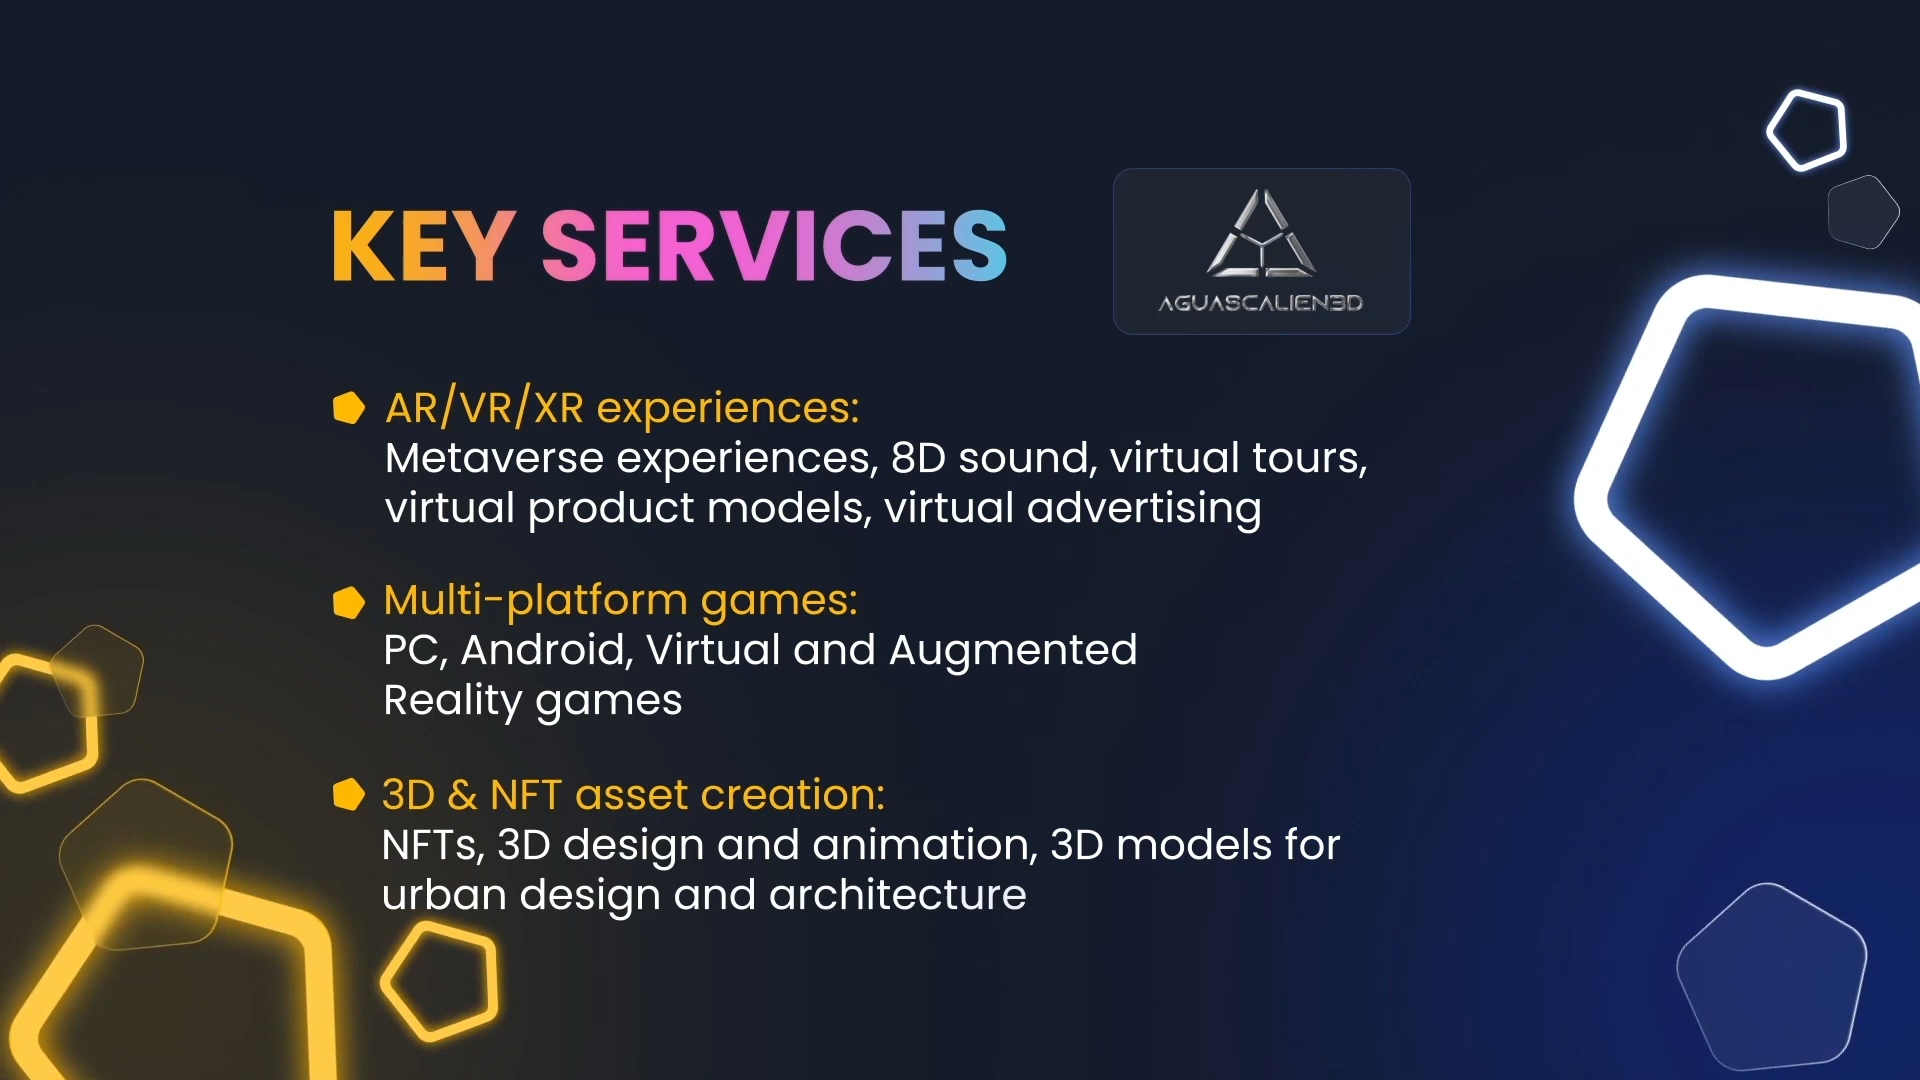 KEY SERVICES
AGUASCALIEN3D
AR/VR/XR experiences:
Metaverse experiences, 8D sound, virtual tours,
virtual product models, virtual advertising
Multi-platform games:
PC, Android, Virtual and Augmented
Reality games
3D & NFT asset creation:
NFTs, 3D design and animation, 3D models for
urban design and architecture